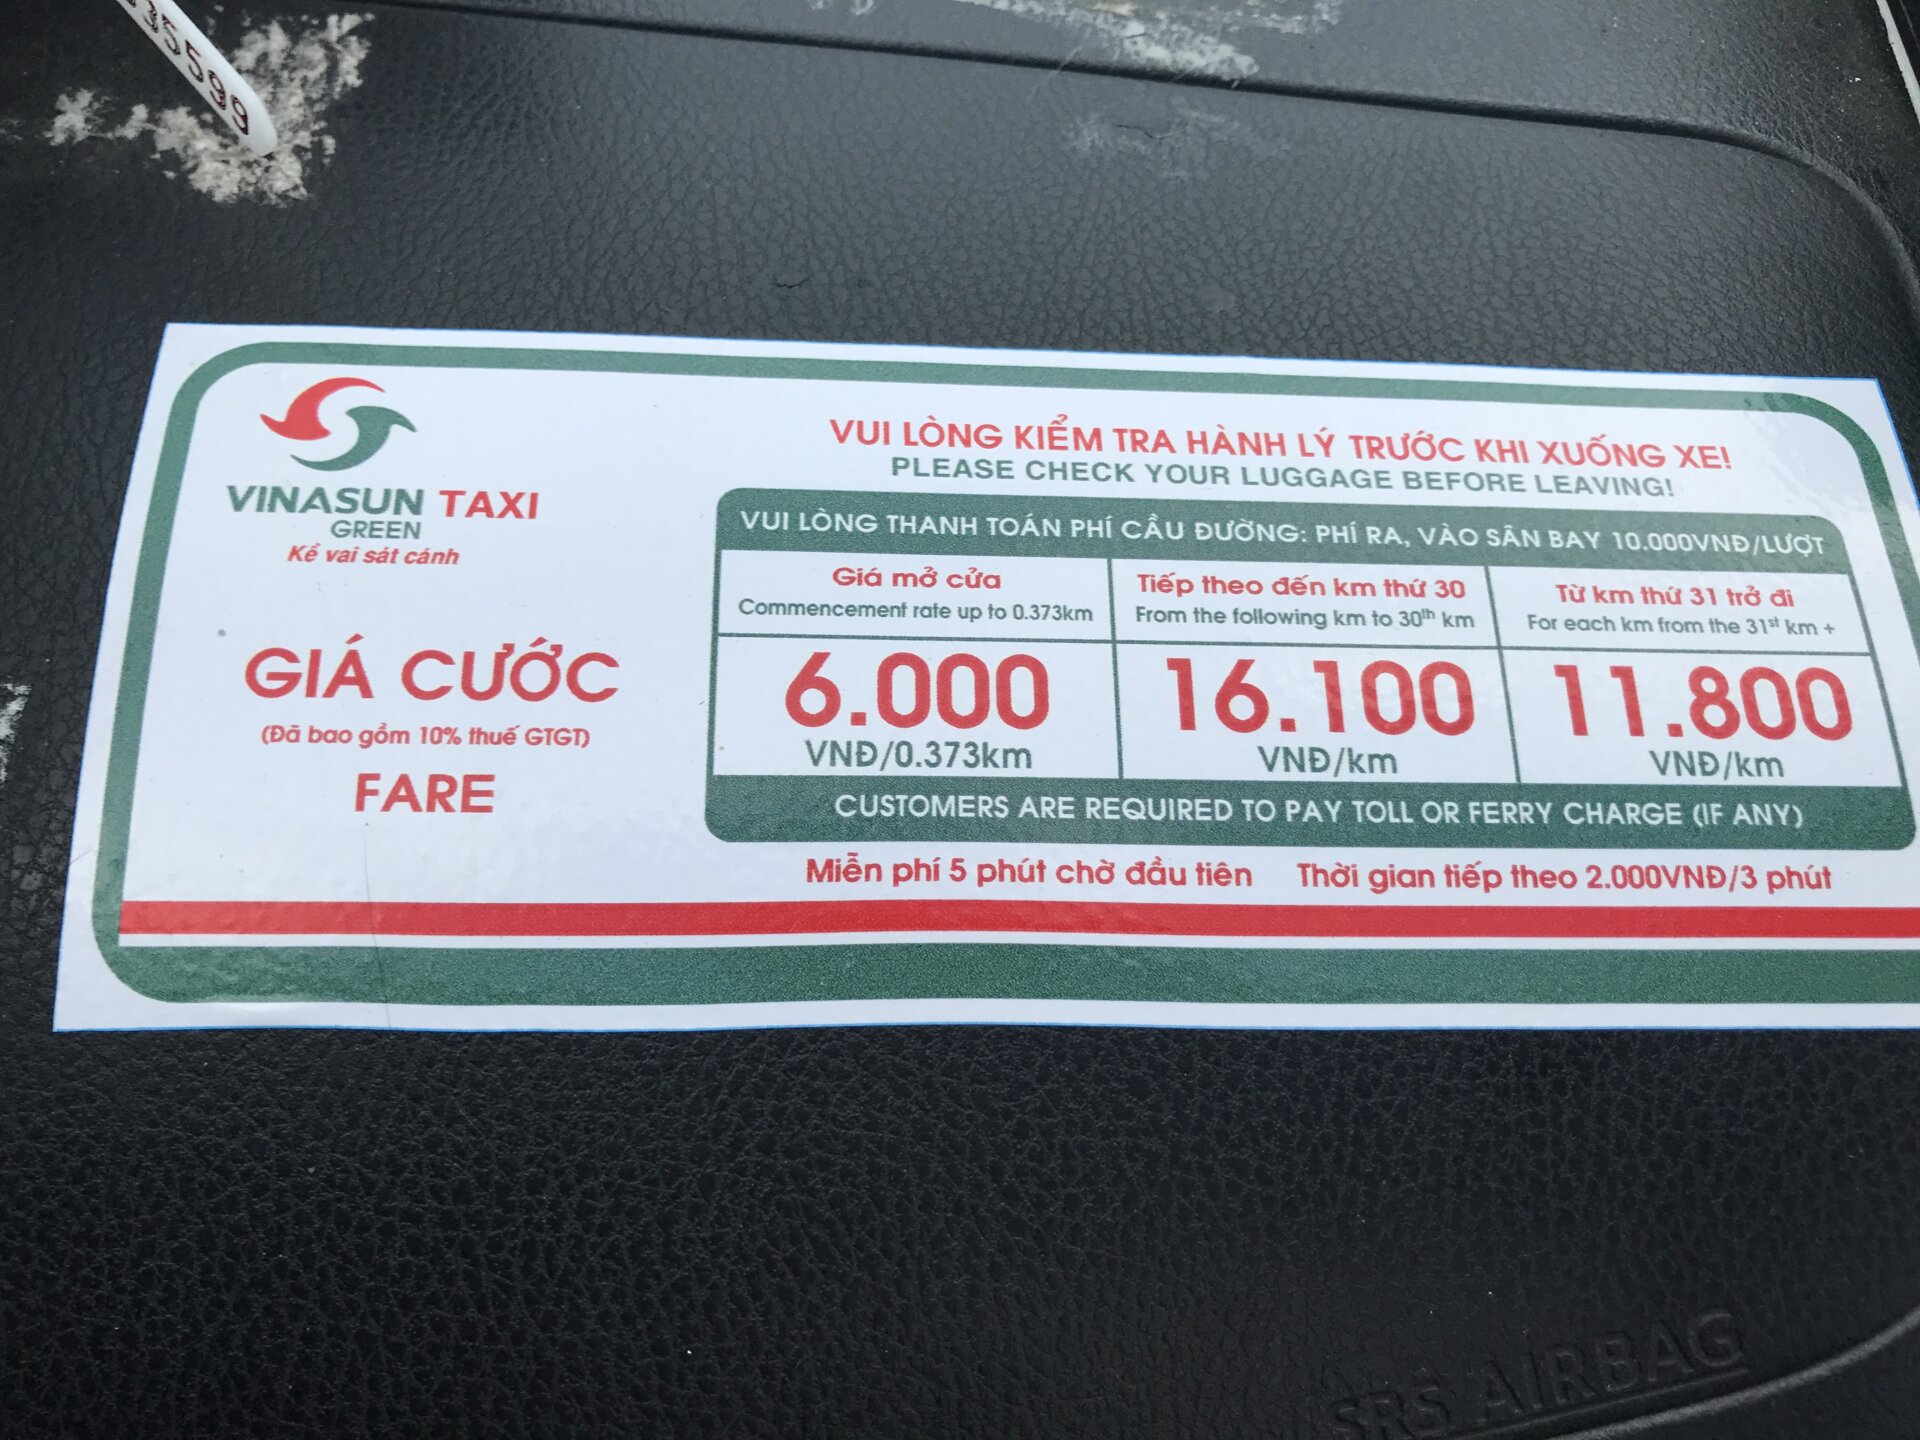 35599
VINASUN TAXI
GREEN
Kề vai sát cánh
GIÁ CƯỚC
(Đã bao gồm 10% thuế GTGT)
FARE
VUI LÒNG KIỂM TRA HÀNH LÝ TRƯỚC KHI XUỐNG XE!
PLEASE CHECK YOUR LUGGAGE BEFORE LEAVING!
VUI LÒNG THANH TOÁN PHÍ CẦU ĐƯỜNG: PHÍ RA, VÀO SÂN BAY 10.000VNĐ/LƯỢT
Giá mở cửa
Commencement rate up to 0.373km
6.000
VNĐ/0.373km
Tiếp theo đến km thứ 30
From the following km to 30th km
16.100
VNĐ/km
Từ km thứ 31 trở đi
For each km from the 31st km +
11.800
VNĐ/km
CUSTOMERS ARE REQUIRED TO PAY TOLL OR FERRY CHARGE (IF ANY)
Miễn phí 5 phút chờ đầu tiên Thời gian tiếp theo 2.000VNĐ/3 phút
SRS AIRBAG